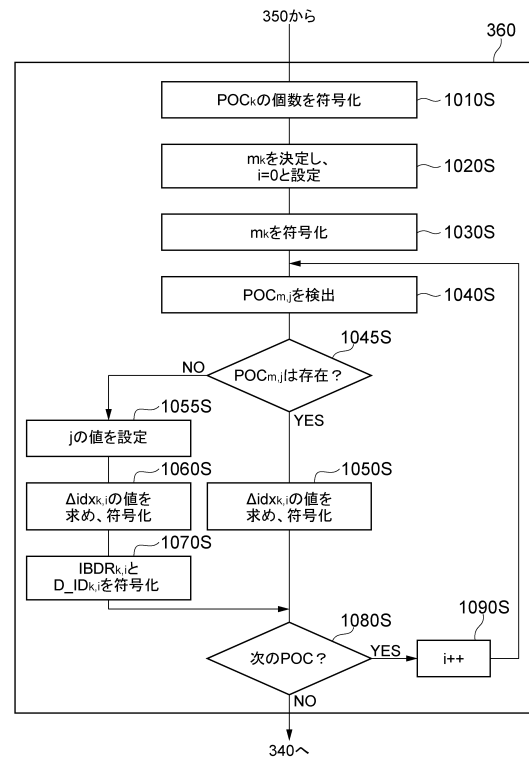 350から
360
POCkの個数を符号化
1010S
mkを決定し、
i=0と設定
1020S
mkを符号化
1030S
POCm,jを検出
1040S
1045S
POCm,jは存在？
NO
YES
1055S
jの値を設定
1060S
Δidxk,iの値を
求め、符号化
1050S
Δidxk,iの値を
求め、符号化
1070S
IBDRk,iと
D_IDk,iを符号化
1080S
次のPOC？
YES
1090S
i++
NO
340へ